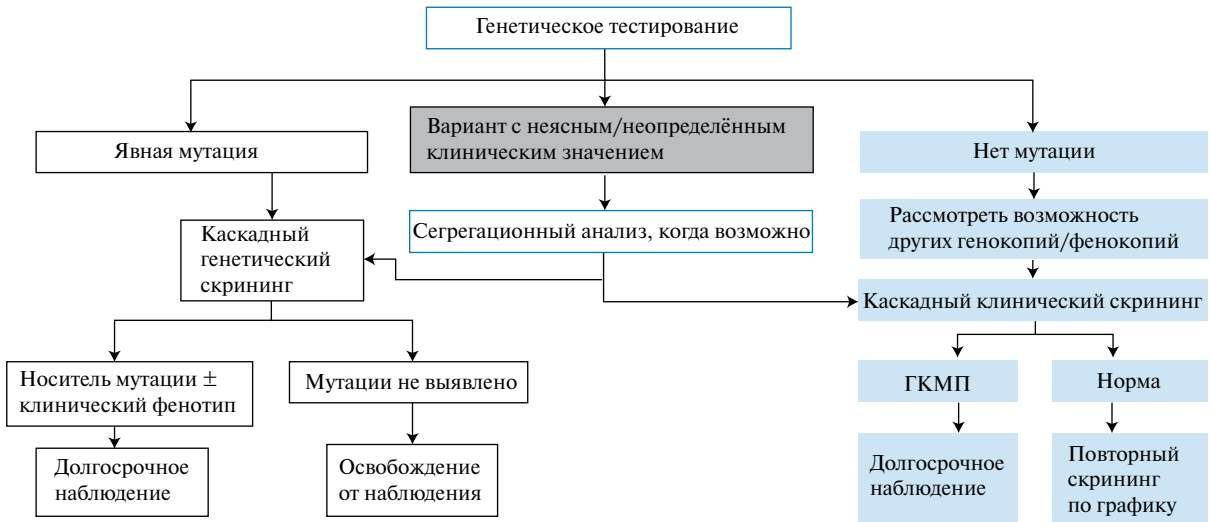 Генетическое тестирование
Явная мутация
Вариант с неясным/неопределённым
клиническим значением
Нет мутации
Каскадный
генетический
скрининг
Сегрегационный анализ, когда возможно
Рассмотреть возможность
других генокопий/фенокопий
Каскадный клинический скрининг
Носитель мутации ±
клинический фенотип
Мутации не выявлено
ГКМП
Норма
Долгосрочное
наблюдение
Освобождение
от наблюдения
Долгосрочное
наблюдение
Повторный
скрининг
по графику